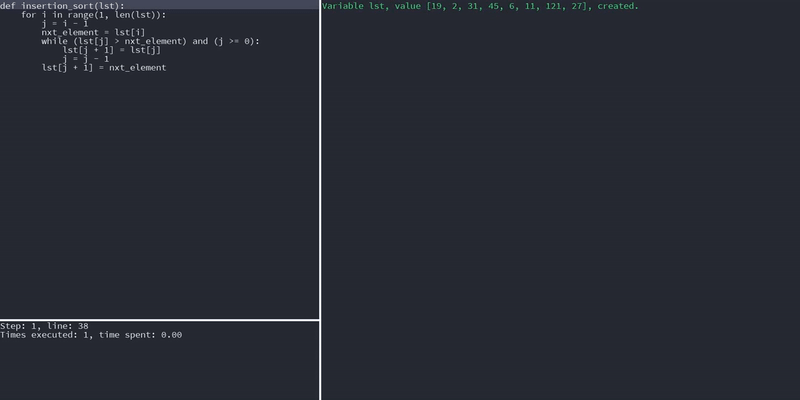 def insertion_sort(lst):
    for i in range(1, len(lst)):
        j = i - 1
        nxt_element = lst[i]
        while (lst[j] > nxt_element) and (j >= 0):
            lst[j + 1] = lst[j]
            j = j - 1
        lst[j + 1] = nxt_element
Step: 1, line: 38
Times executed: 1, time spent: 0.00
Variable lst, value [19, 2, 31, 45, 6, 11, 121, 27], created.